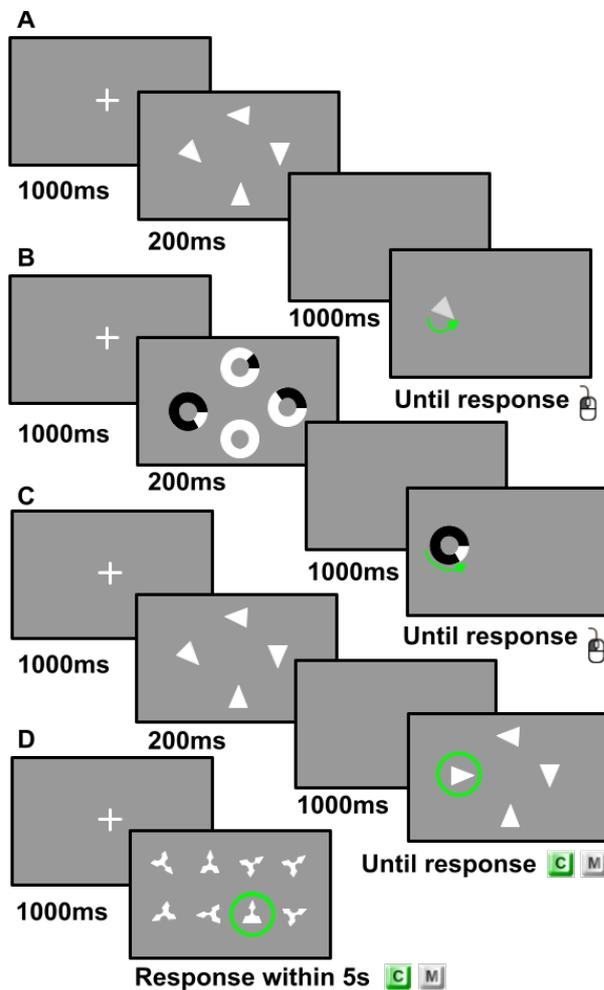 A
1000ms
200ms
1000ms
Until response
B
1000ms
200ms
1000ms
Until response
C
1000ms
200ms
1000ms
Until response C M
D
1000ms
Response within 5s C M